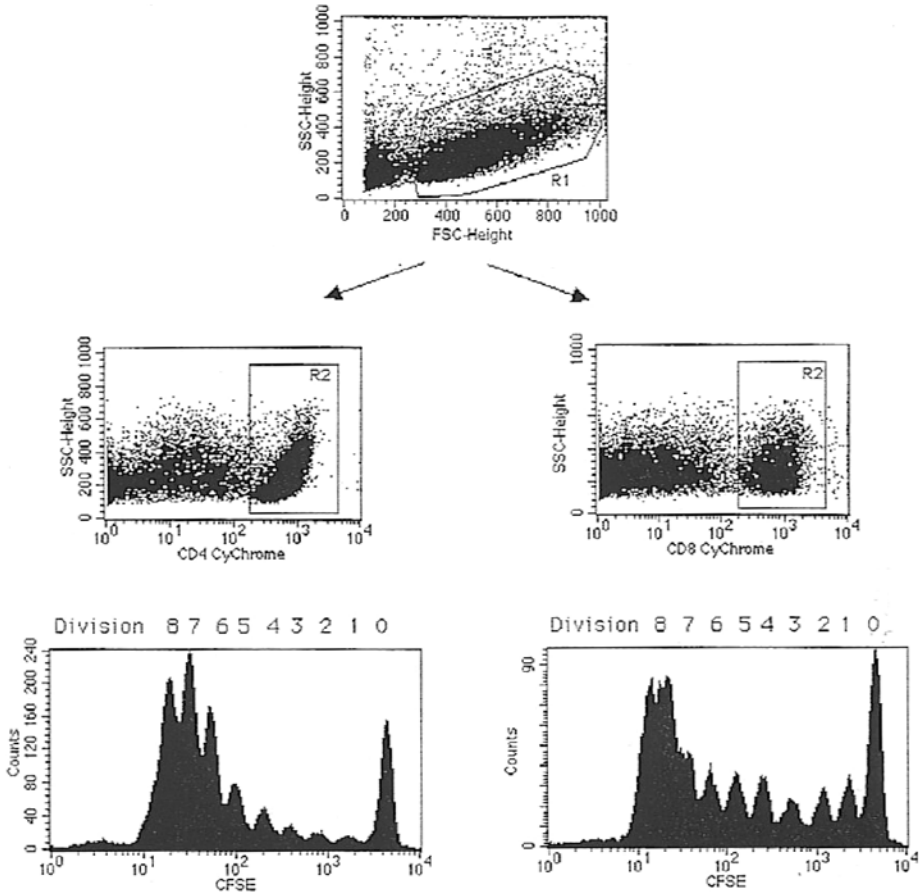 SSC-Height
1000
800
600
400
200
0
R1
0 200 400 600 800 1000
FSC-Height
SSC-Height
1000
800
600
400
200
0
R2
10^0 10^1 10^2 10^3 10^4
CD4 CyChrome
SSC-Height
1000
0
R2
10^0 10^1 10^2 10^3 10^4
CD8 CyChrome
Division 8 7 6 5 4 3 2 1 0
Counts
240
200
160
120
80
40
0
10^0 10^1 10^2 10^3 10^4
CFSE
Division 8 7 6 5 4 3 2 1 0
Counts
90
0
10^0 10^1 10^2 10^3 10^4
CFSE